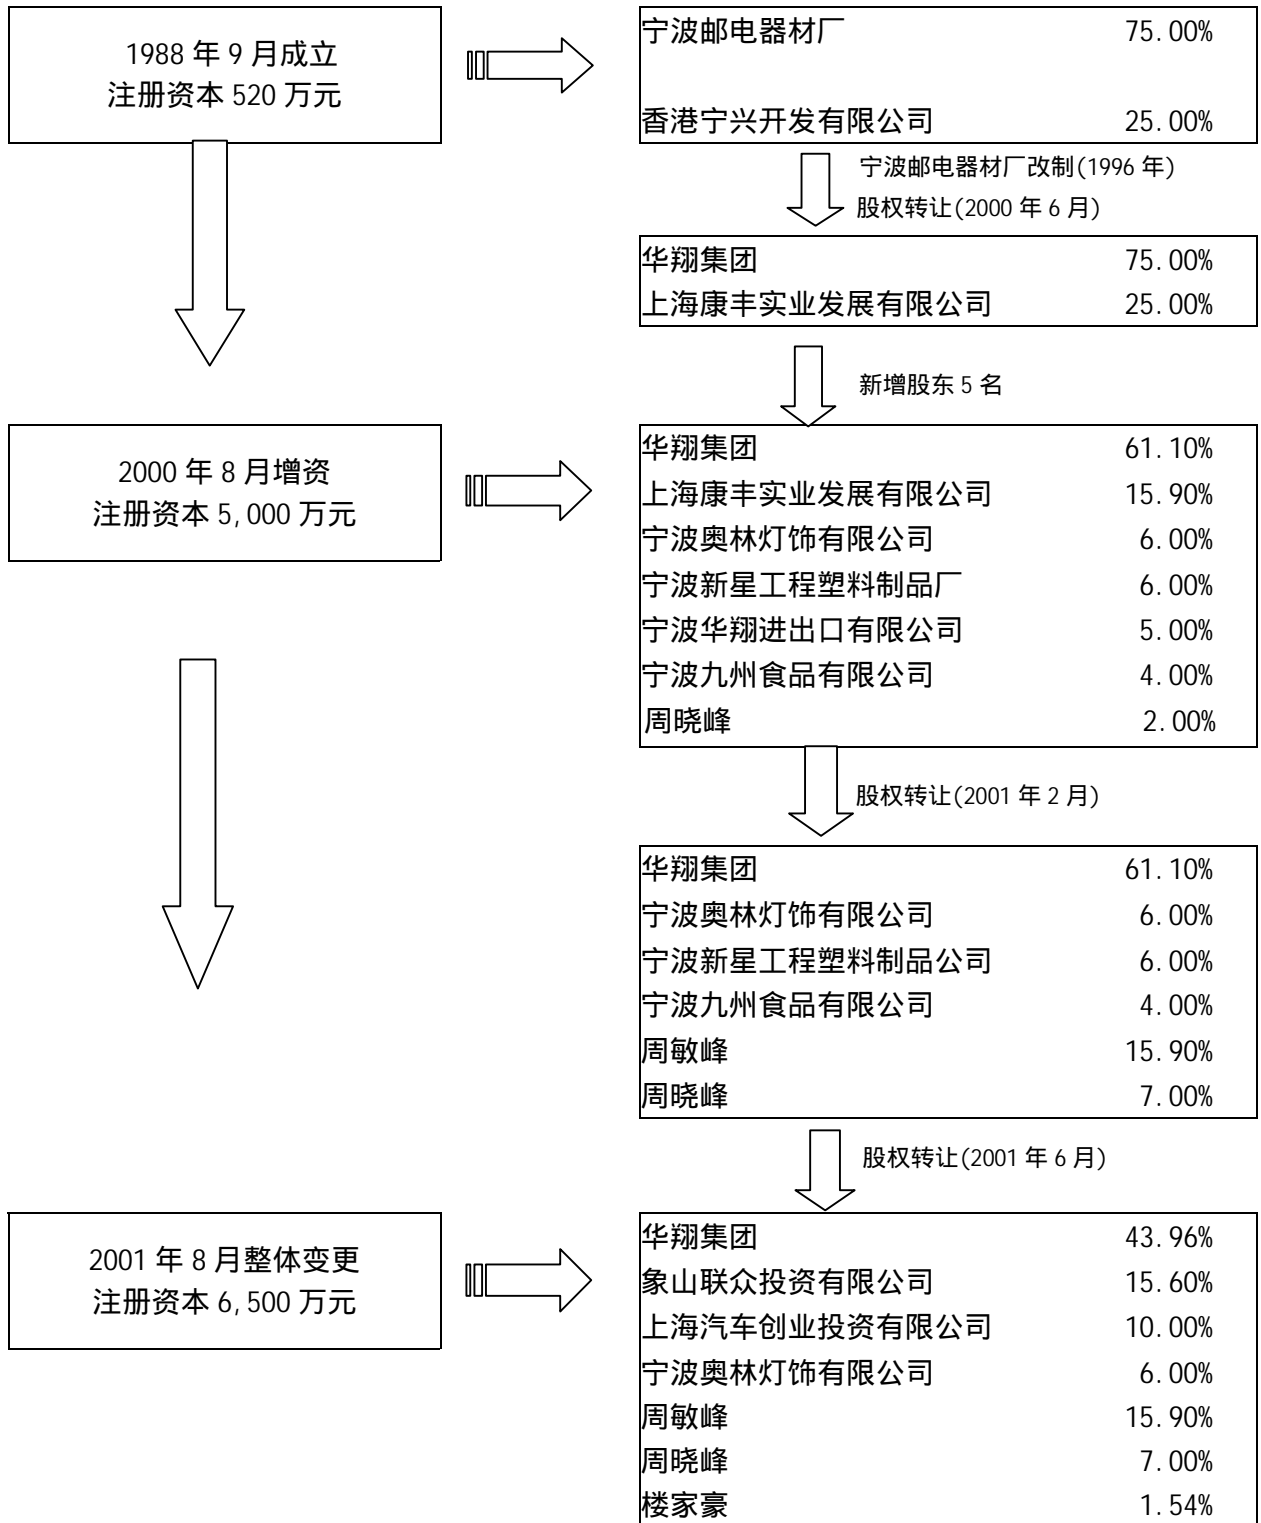 1988 年 9 月成立
注册资本 520 万元
宁波邮电器材厂 75.00%
香港宁兴开发有限公司 25.00%
宁波邮电器材厂改制(1996 年)
股权转让(2000 年 6 月)
华翔集团 75.00%
上海康丰实业发展有限公司 25.00%
新增股东 5 名
2000 年 8 月增资
注册资本 5,000 万元
华翔集团 61.10%
上海康丰实业发展有限公司 15.90%
宁波奥林灯饰有限公司 6.00%
宁波新星工程塑料制品厂 6.00%
宁波华翔进出口有限公司 5.00%
宁波九州食品有限公司 4.00%
周晓峰 2.00%
股权转让(2001 年 2 月)
华翔集团 61.10%
宁波奥林灯饰有限公司 6.00%
宁波新星工程塑料制品公司 6.00%
宁波九州食品有限公司 4.00%
周敏峰 15.90%
周晓峰 7.00%
股权转让(2001 年 6 月)
2001 年 8 月整体变更
注册资本 6,500 万元
华翔集团 43.96%
象山联众投资有限公司 15.60%
上海汽车创业投资有限公司 10.00%
宁波奥林灯饰有限公司 6.00%
周敏峰 15.90%
周晓峰 7.00%
楼家豪 1.54%